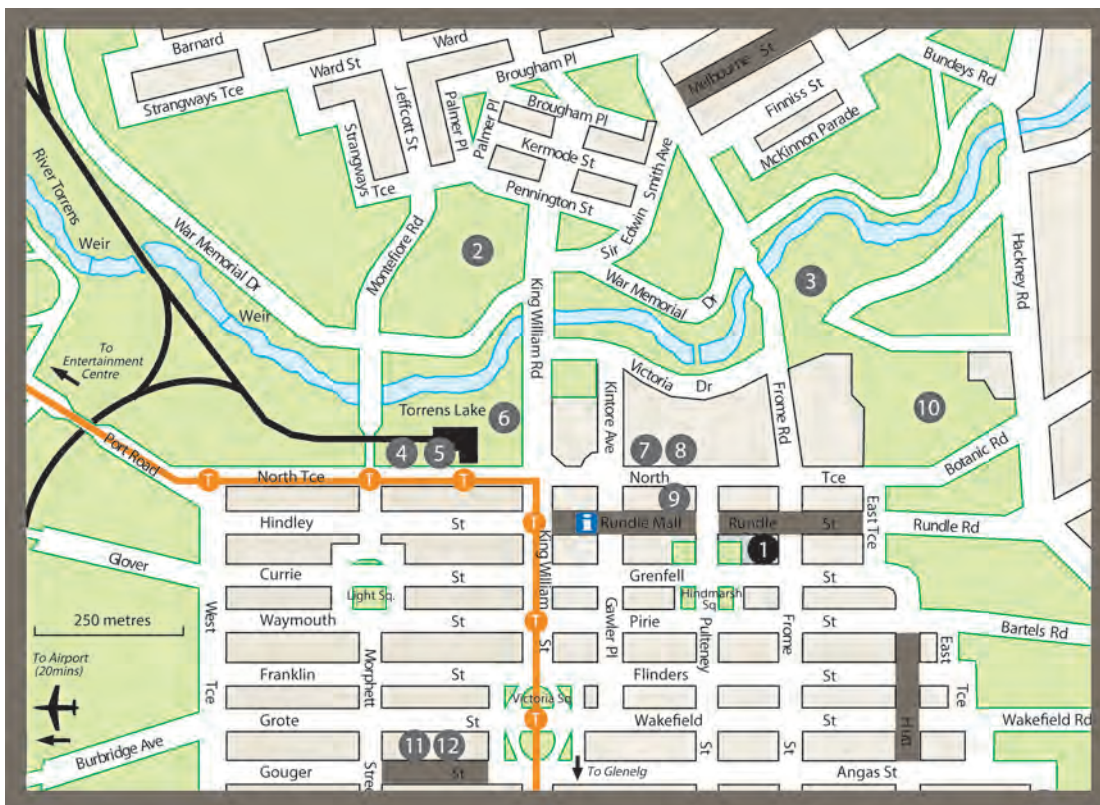 Barnard
Ward
Ward St
Strangways Tce
Jeffcott St
Palmer Pl
Palmer Pl
Brougham Pl
Brougham Pl
Melbourne St
Bundeys Rd
Finniss St
McKinnon Parade
Kermode St
Pennington St
Sir Edwin Smith Ave
Strangways
Tce
River Torrens
Weir
War Memorial Dr
Montefiore Rd
2
King William Rd
War Memorial
Dr
3
Hackney Rd
Weir
To
Entertainment
Centre
Torrens Lake
6
Victoria Dr
Kintore Ave
Frome Rd
10
Port Road
4
5
7
8
Botanic Rd
T
North Tce
T
T
North
Tce
9
Hindley
St
T
i
Rundle Mall
Rundle
St
East Tce
Rundle Rd
1
Glover
Currie
St
King William
St
Grenfell
St
Light Sq.
Hindmarsh
Sq
250 metres
West
Tce
Waymouth
St
T
Gawler Pl
Pirie
Pulteney
St
Frome
St
St
Bartels Rd
To Airport
(20mins)
Franklin
St
Morphett
Street
Flinders
St
East
Tce
Victoria Sq
Grote
St
T
Wakefield
St
Hutt
Wakefield Rd
Burbridge Ave
11
12
Gouger
St
To Glenelg
Angas St